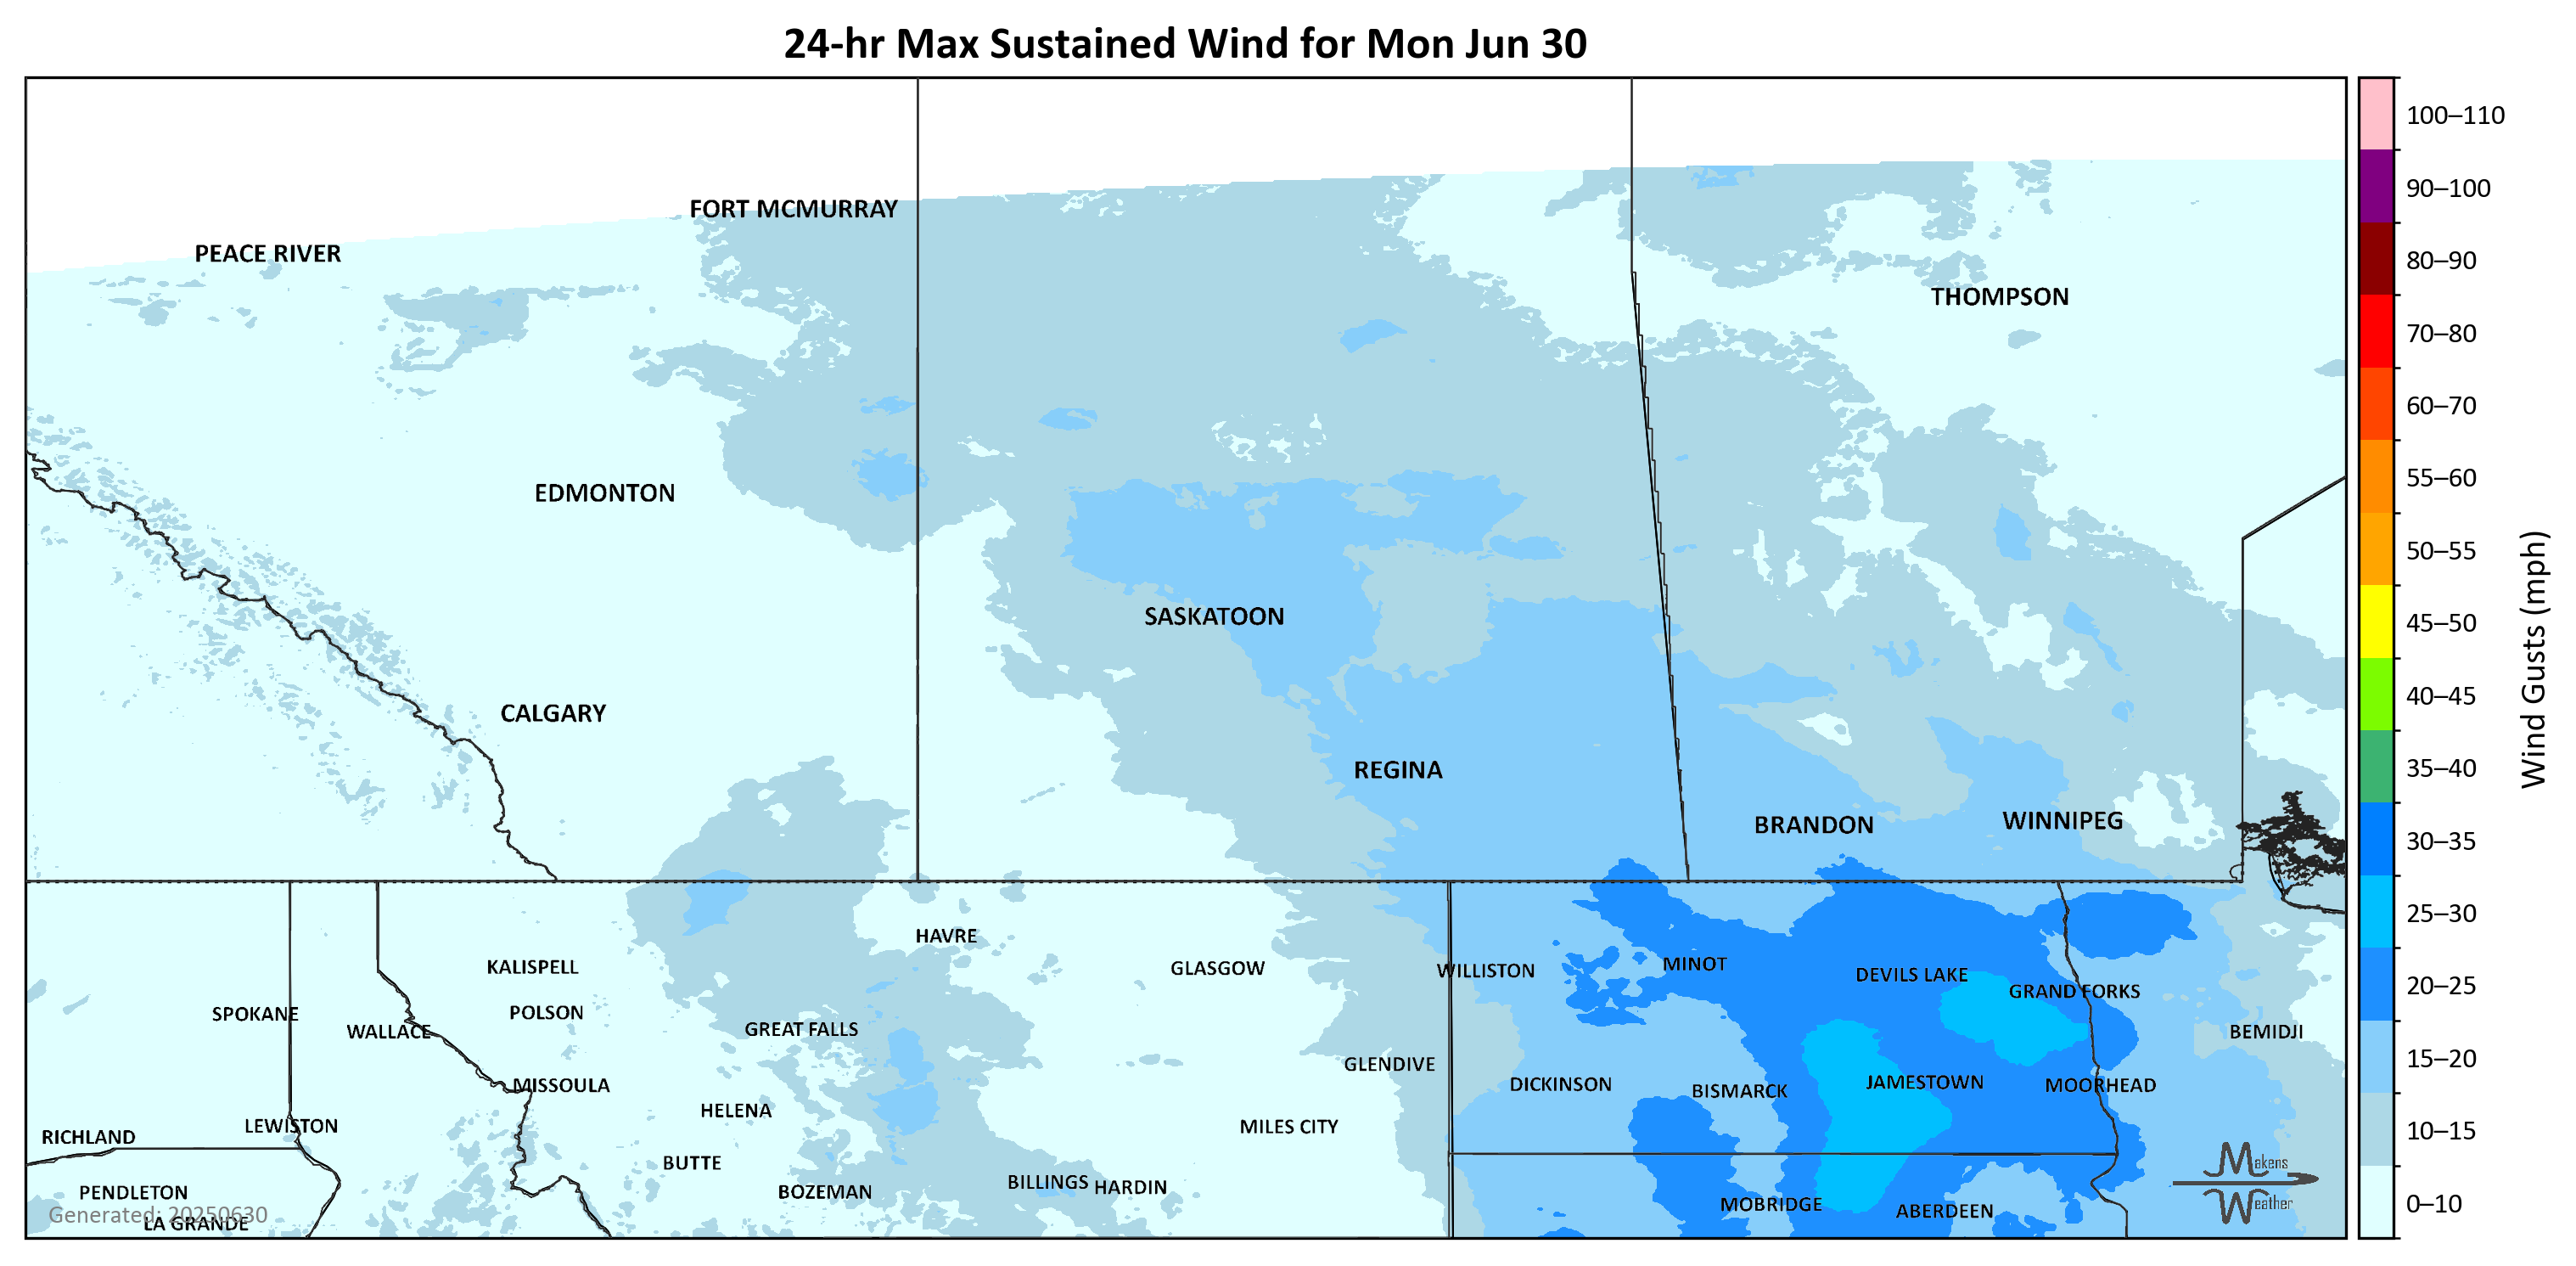 24-hr Max Sustained Wind for Mon Jun 30
100–110
90–100
80–90
70–80
60–70
55–60
50–55
45–50
40–45
35–40
30–35
25–30
20–25
15–20
10–15
0–10
Wind Gusts (mph)
FORT MCMURRAY
PEACE RIVER
THOMPSON
EDMONTON
SASKATOON
CALGARY
REGINA
BRANDON
WINNIPEG
HAVRE
KALISPELL
GLASGOW
WILLISTON
MINOT
DEVILS LAKE
GRAND FORKS
SPOKANE
POLSON
WALLACE
GREAT FALLS
BEMIDJI
GLENDIVE
MISSOULA
DICKINSON
BISMARCK
JAMESTOWN
MOORHEAD
HELENA
LEWISTON
MILES CITY
RICHLAND
BUTTE
BILLINGS
HARDIN
PENDLETON
BOZEMAN
MOBRIDGE
ABERDEEN
LA GRANDE
Generated: 20250630
Makens
Weather